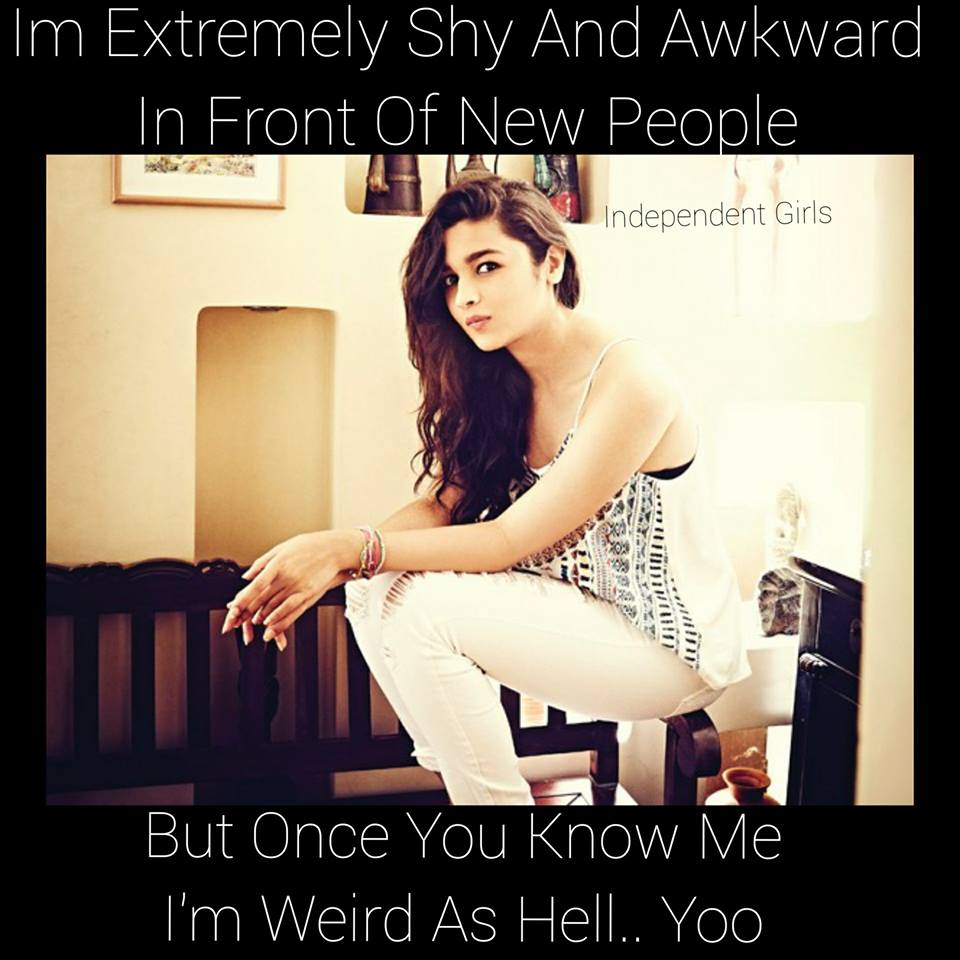 Im Extremely Shy And Awkward
In Front Of New People
Independent Girls
But Once You Know Me
I'm Weird As Hell.. Yoo